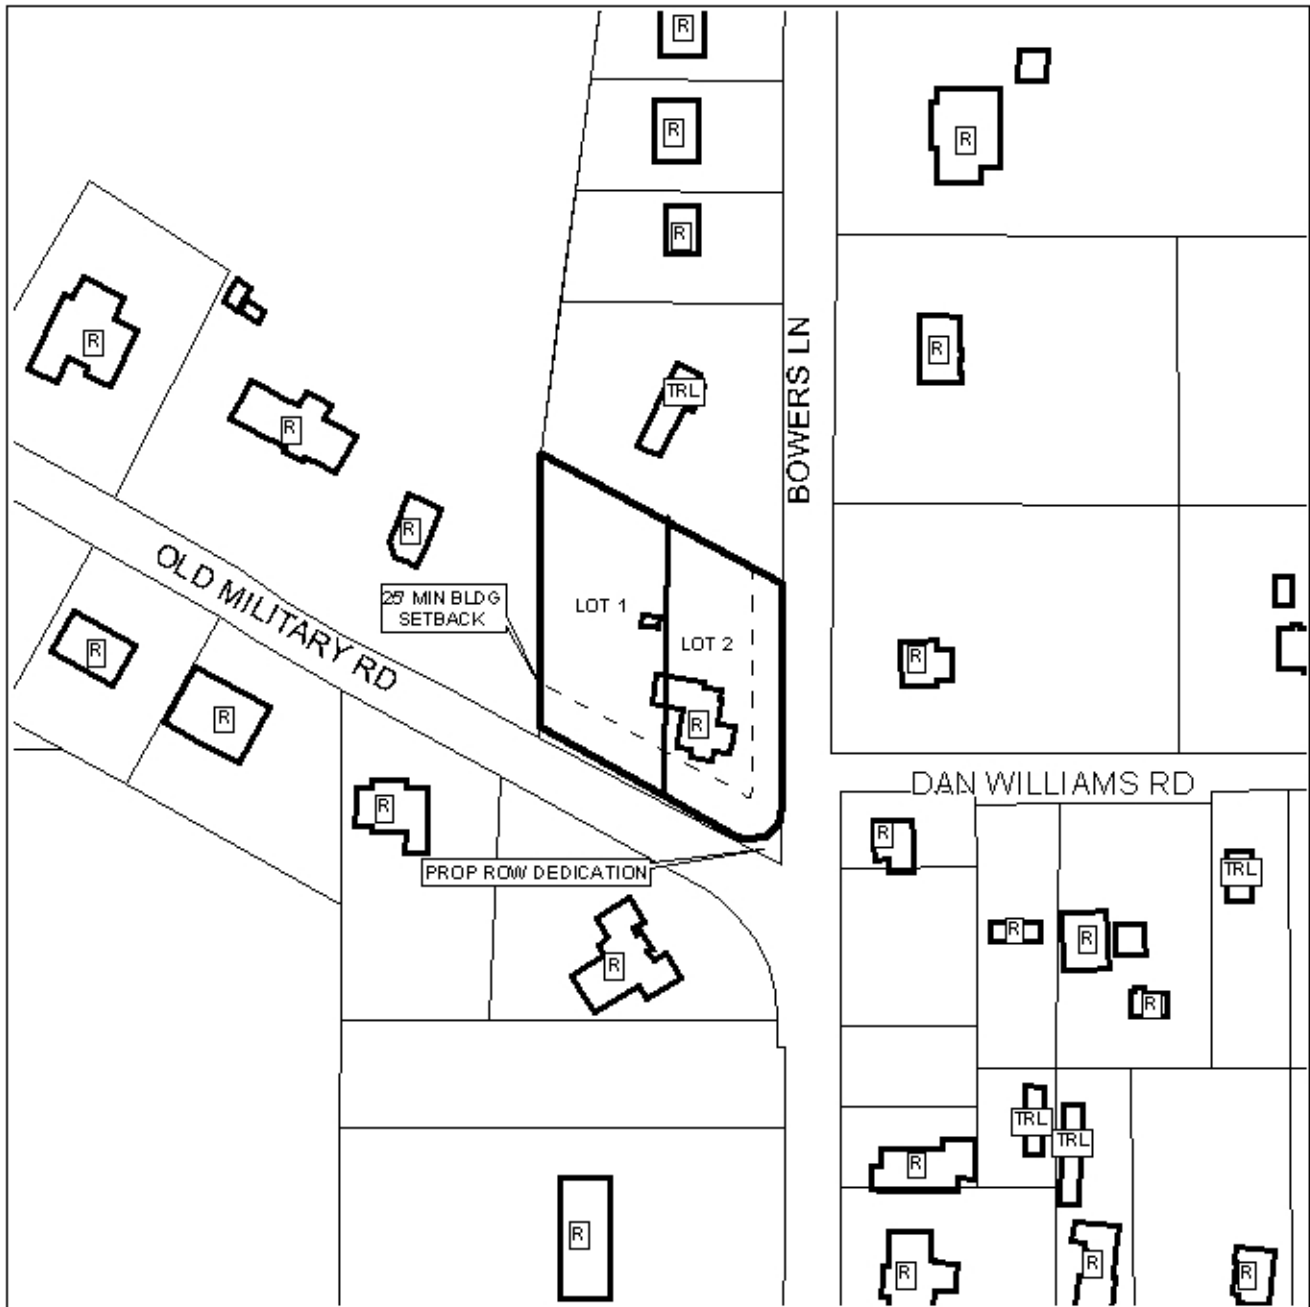 R
R
R
R
R
TRL
R
R
R
BOWERS LN
OLD MILITARY RD
25' MIN BLDG
SETBACK
LOT 1
LOT 2
R
R
R
R
R
DAN WILLIAMS RD
R
R
TRL
PROP ROW DEDICATION
R
R
R
R
TRL
TRL
R
R
R
R
R